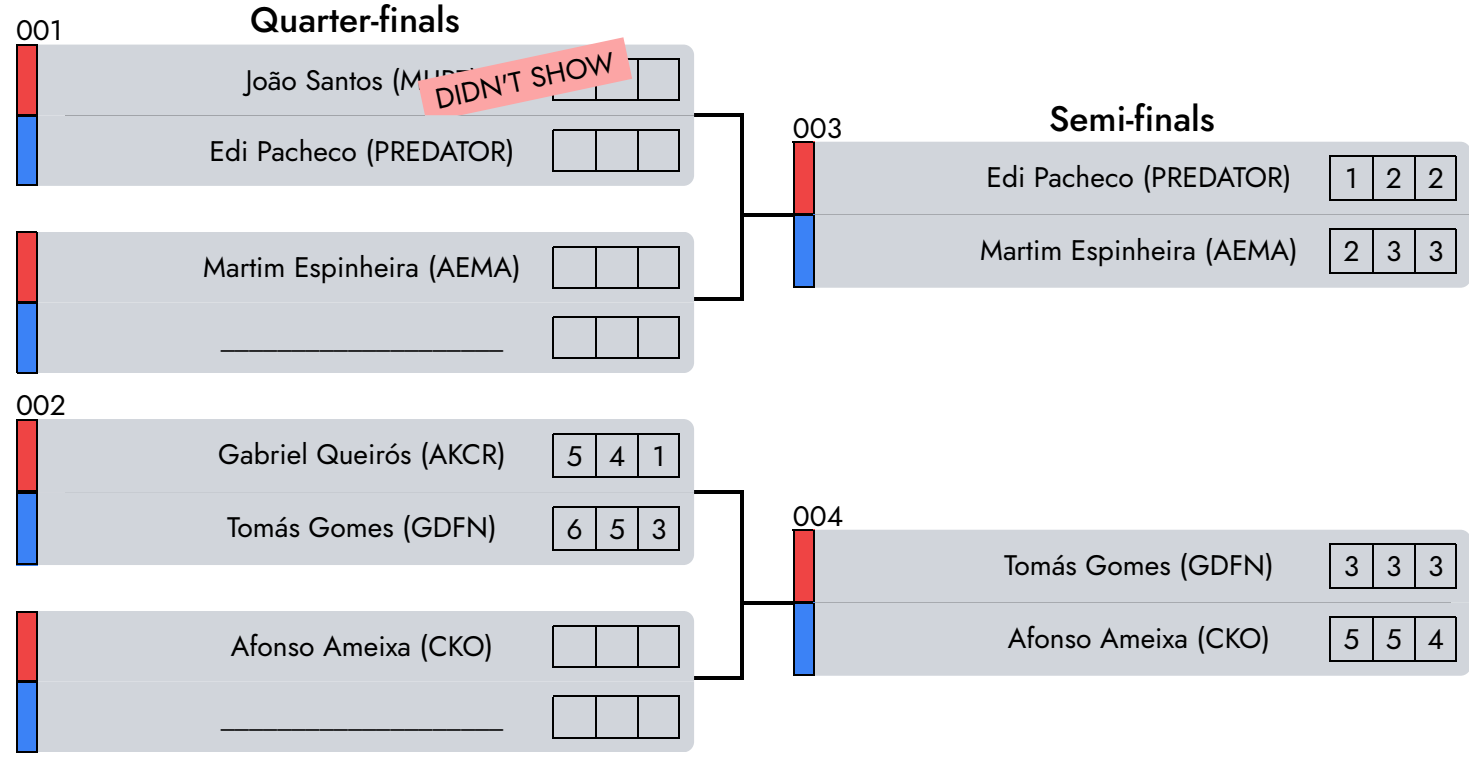 Quarter-finals
001
João Santos
DIDN'T SHOW
Edi Pacheco (PREDATOR)
Martim Espinheira (AEMA)
002
Gabriel Queirós (AKCR) 5 4 1
Tomás Gomes (GDFN) 6 5 3
Afonso Ameixa (CKO)
Semi-finals
003
Edi Pacheco (PREDATOR) 1 2 2
Martim Espinheira (AEMA) 2 3 3
004
Tomás Gomes (GDFN) 3 3 3
Afonso Ameixa (CKO) 5 5 4